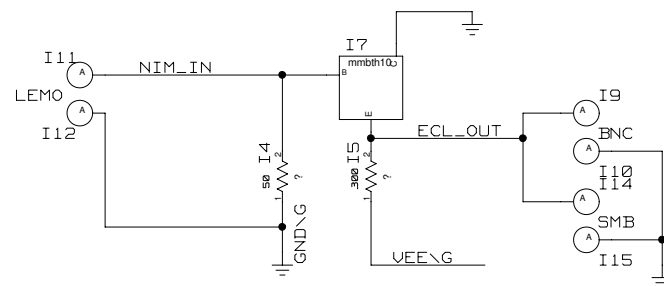 I7
I11
A
NIM_IN
mmbth10
C
B
LEMO
A
I12
E
I9
A
ECL_OUT
BNC
A
I4
50
2
1
?
I5
300
2
1
?
I10
I14
A
GND\G
SMB
A
VEE\G
I15